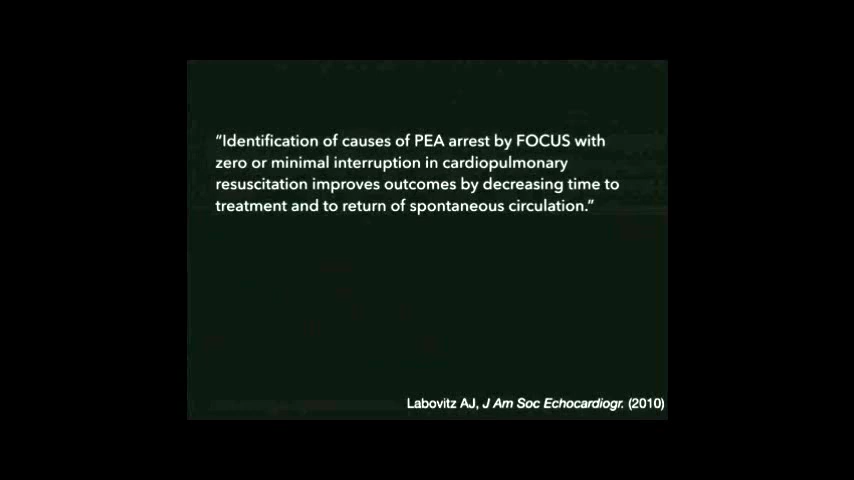 “Identification of causes of PEA arrest by FOCUS with
zero or minimal interruption in cardiopulmonary
resuscitation improves outcomes by decreasing time to
treatment and to return of spontaneous circulation.”
Labovitz AJ, J Am Soc Echocardiogr. (2010)